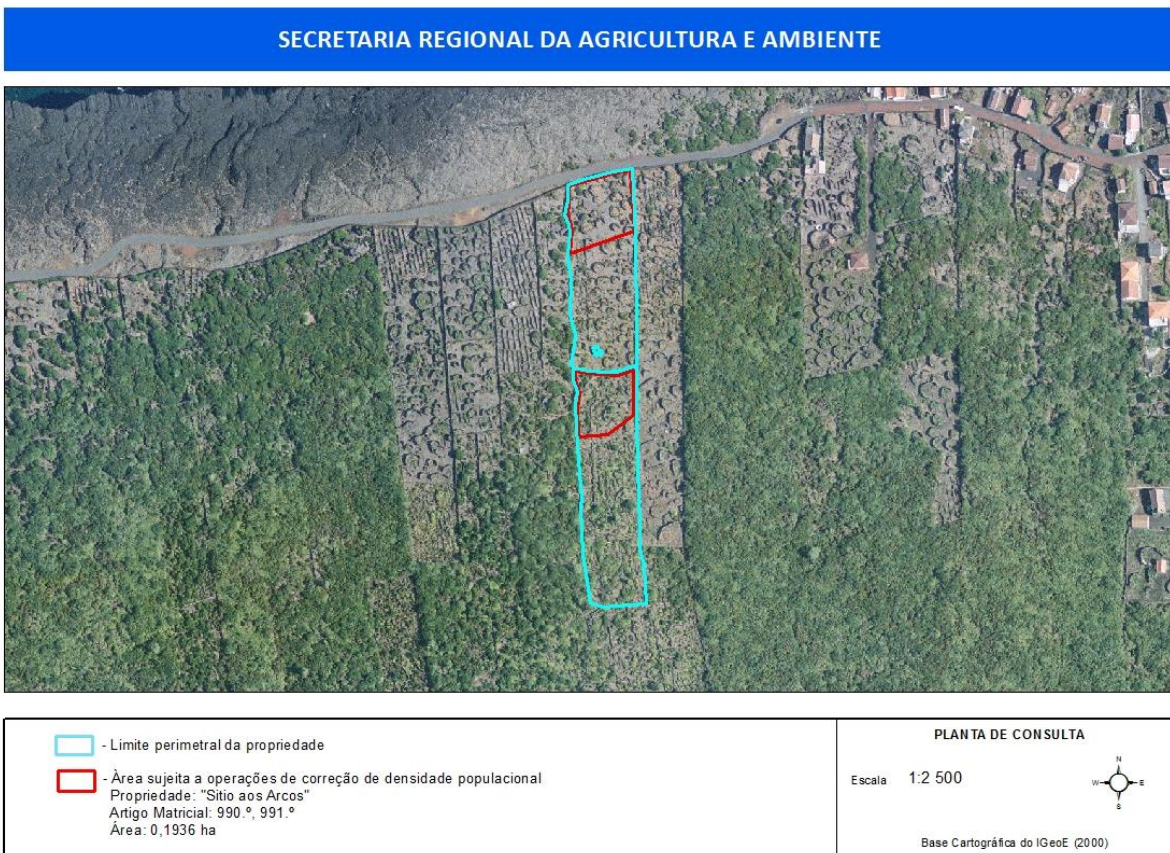 SECRETARIA REGIONAL DA AGRICULTURA E AMBIENTE
- Limite perimetral da propriedade
- Àrea sujeita a operações de correção de densidade populacional
Propriedade: "Sitio aos Arcos"
Artigo Matricial: 990.º, 991.º
Área: 0,1936 ha
PLANTA DE CONSULTA
Escala 1:2 500
N
W E
S
Base Cartográfica do IGeoE (2000)